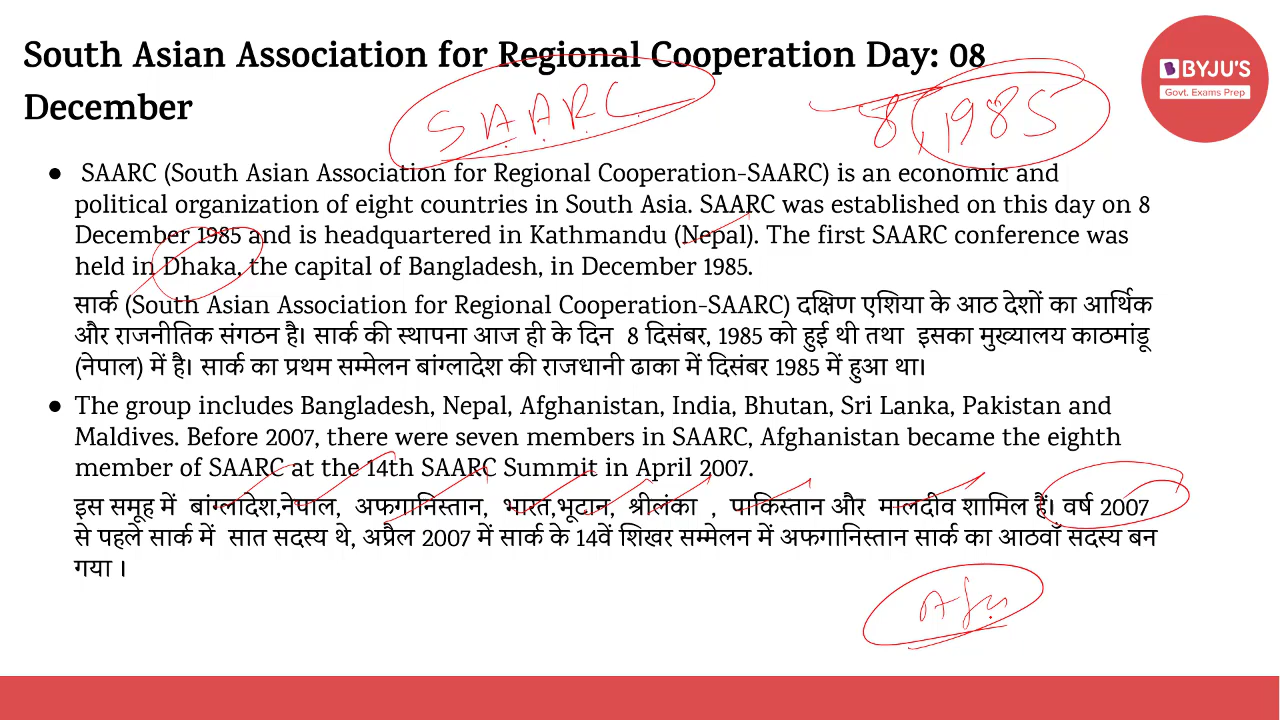 South Asian Association for Regional Cooperation Day: 08
December
SAARC
8, 1985
BYJU'S
Govt. Exams Prep
● SAARC (South Asian Association for Regional Cooperation-SAARC) is an economic and
political organization of eight countries in South Asia. SAARC was established on this day on 8
December 1985 and is headquartered in Kathmandu (Nepal). The first SAARC conference was
held in Dhaka, the capital of Bangladesh, in December 1985.
सार्क (South Asian Association for Regional Cooperation-SAARC) दक्षिण एशिया के आठ देशों का आर्थिक
और राजनीतिक संगठन है। सार्क की स्थापना आज ही के दिन 8 दिसंबर, 1985 को हुई थी तथा इसका मुख्यालय काठमांडू
(नेपाल) में है। सार्क का प्रथम सम्मेलन बांग्लादेश की राजधानी ढाका में दिसंबर 1985 में हुआ था।
● The group includes Bangladesh, Nepal, Afghanistan, India, Bhutan, Sri Lanka, Pakistan and
Maldives. Before 2007, there were seven members in SAARC, Afghanistan became the eighth
member of SAARC at the 14th SAARC Summit in April 2007.
इस समूह में बांग्लादेश,नेपाल, अफगानिस्तान, भारत,भूटान, श्रीलंका , पाकिस्तान और मालदीव शामिल हैं। वर्ष 2007
से पहले सार्क में सात सदस्य थे, अप्रैल 2007 में सार्क के 14वें शिखर सम्मेलन में अफगानिस्तान सार्क का आठवाँ सदस्य बन
गया ।